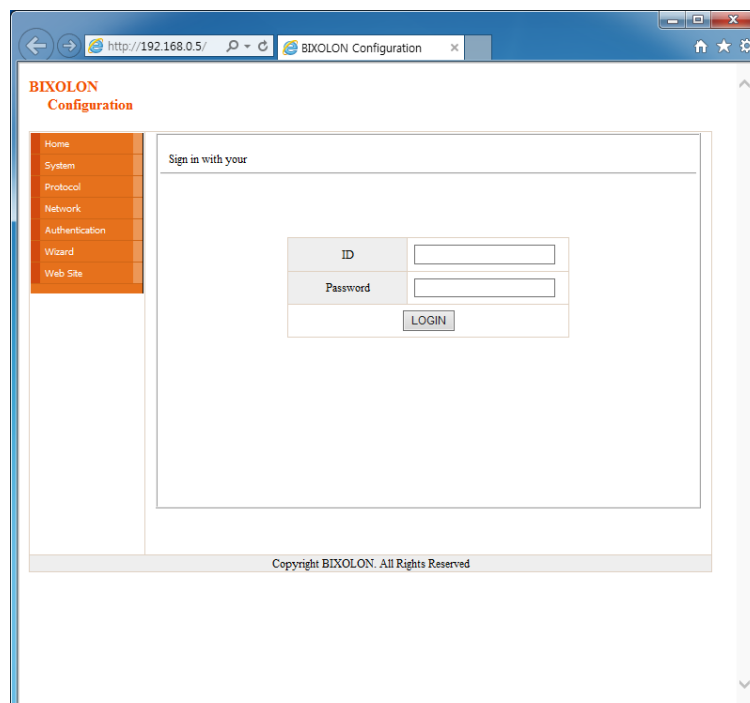 http://192.168.0.5/
BIXOLON Configuration
BIXOLON
Configuration
Home
System
Protocol
Network
Authentication
Wizard
Web Site
Sign in with your
ID
Password
LOGIN
Copyright BIXOLON. All Rights Reserved